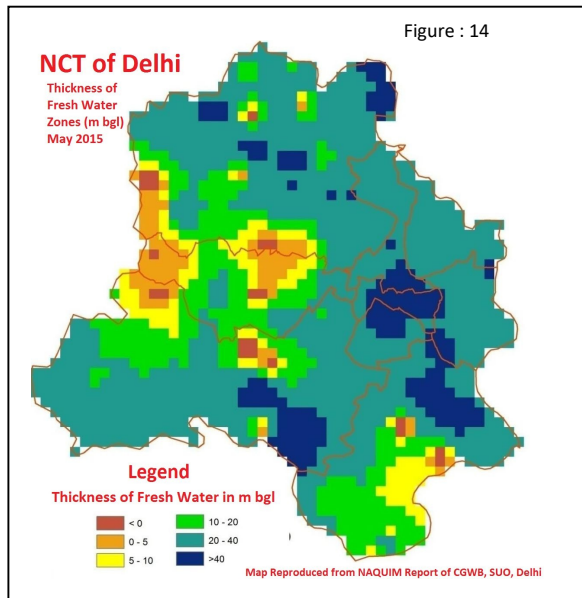 Figure : 14
NCT of Delhi
Thickness of
Fresh Water
Zones (m bgl)
May 2015
Legend
Thickness of Fresh Water in m bgl
< 0
0 - 5
5 - 10
10 - 20
20 - 40
>40
Map Reproduced from NAQUIM Report of CGWB, SUO, Delhi